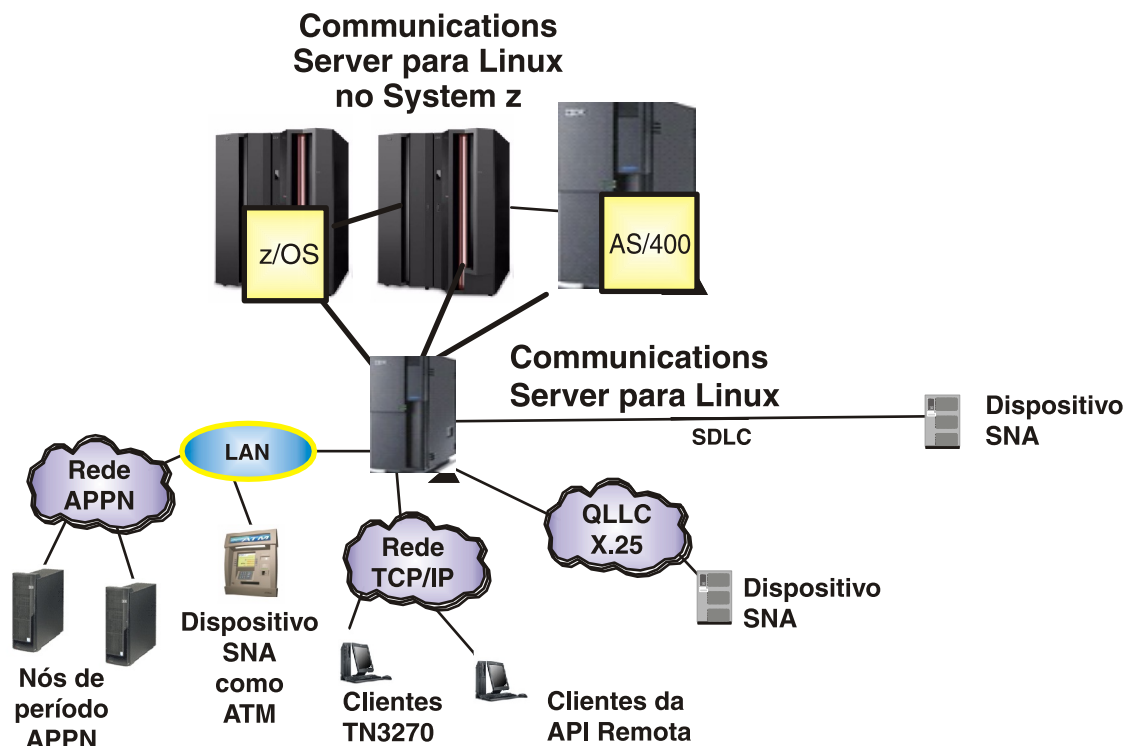 Communications
Server para Linux
no System z
IBM
z/OS
AS/400
Communications
Server para Linux
SDLC
Dispositivo
SNA
LAN
Rede
APPN
QLLC
X.25
Rede
TCP/IP
ATM
Dispositivo
SNA
Dispositivo
SNA
como
ATM
Nós de
período
APPN
Clientes
TN3270
Clientes da
API Remota